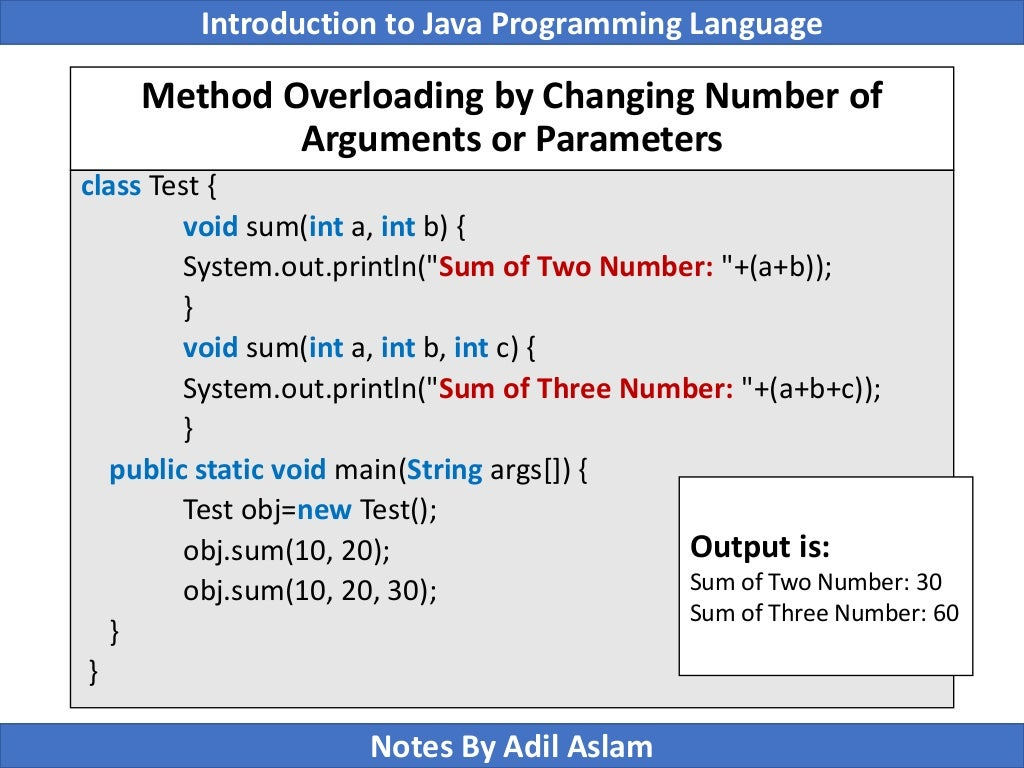 Introduction to Java Programming Language
Method Overloading by Changing Number of
Arguments or Parameters
class Test {
void sum(int a, int b) {
System.out.println("Sum of Two Number: "+(a+b));
}
void sum(int a, int b, int c) {
System.out.println("Sum of Three Number: "+(a+b+c));
}
public static void main(String args[]) {
Test obj=new Test();
obj.sum(10, 20);
obj.sum(10, 20, 30);
}
}
Output is:
Sum of Two Number: 30
Sum of Three Number: 60
Notes By Adil Aslam